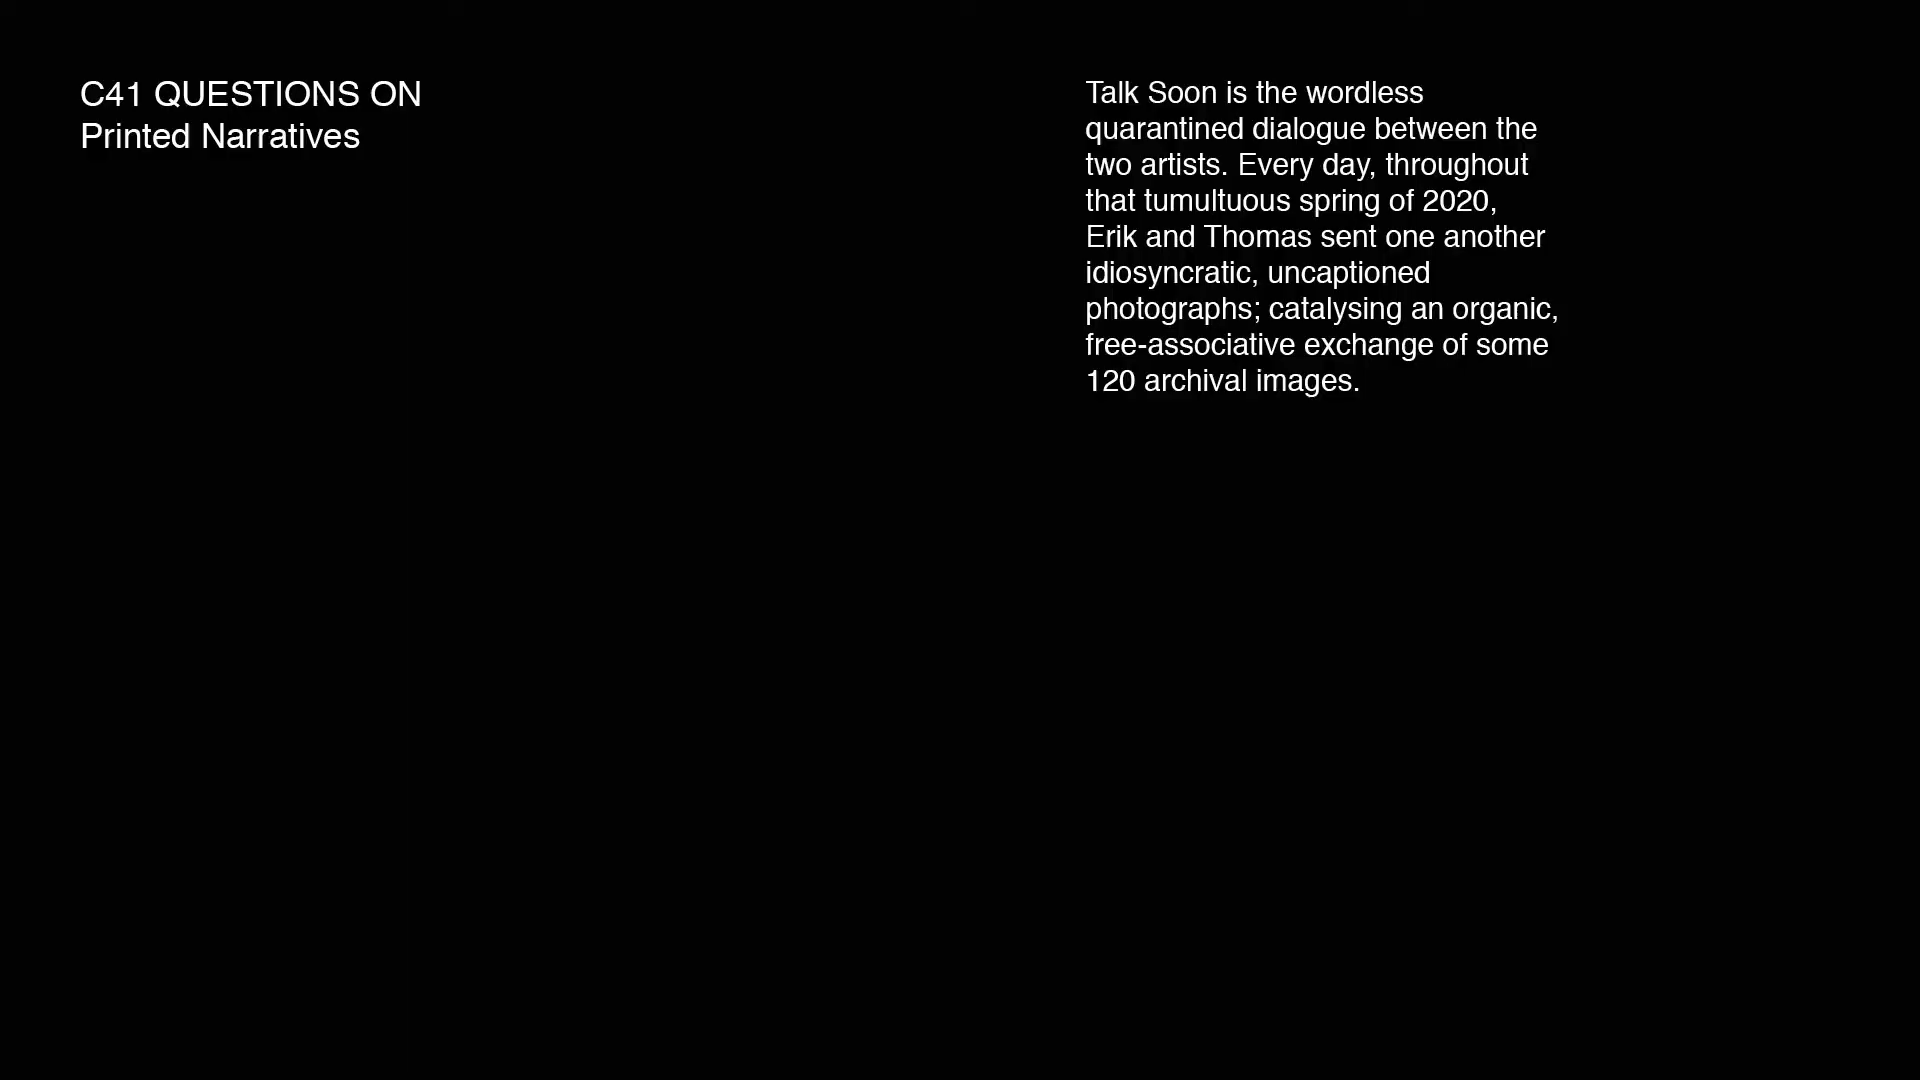 C41 QUESTIONS ON
Printed Narratives
Talk Soon is the wordless
quarantined dialogue between the
two artists. Every day, throughout
that tumultuous spring of 2020,
Erik and Thomas sent one another
idiosyncratic, uncaptioned
photographs; catalysing an organic,
free-associative exchange of some
120 archival images.